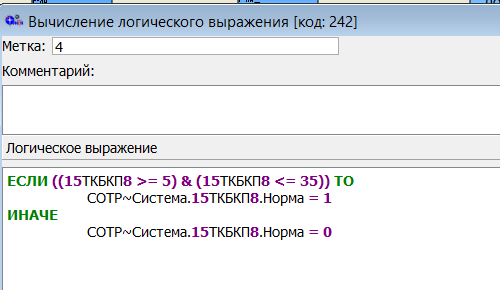 Вычисление логического выражения [код: 242]
Метка: 4
Комментарий:
Логическое выражение
ЕСЛИ ((15ТКБКП8 >= 5) & (15ТКБКП8 <= 35)) ТО
СОТР~Система.15ТКБКП8.Норма = 1
ИНАЧЕ
СОТР~Система.15ТКБКП8.Норма = 0